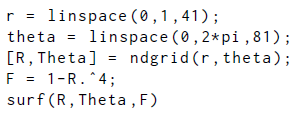 r = linspace(0,1,41);
theta = linspace(0,2*pi,81);
[R,Theta] = ndgrid(r,theta);
F = 1-R.^4;
surf(R,Theta,F)